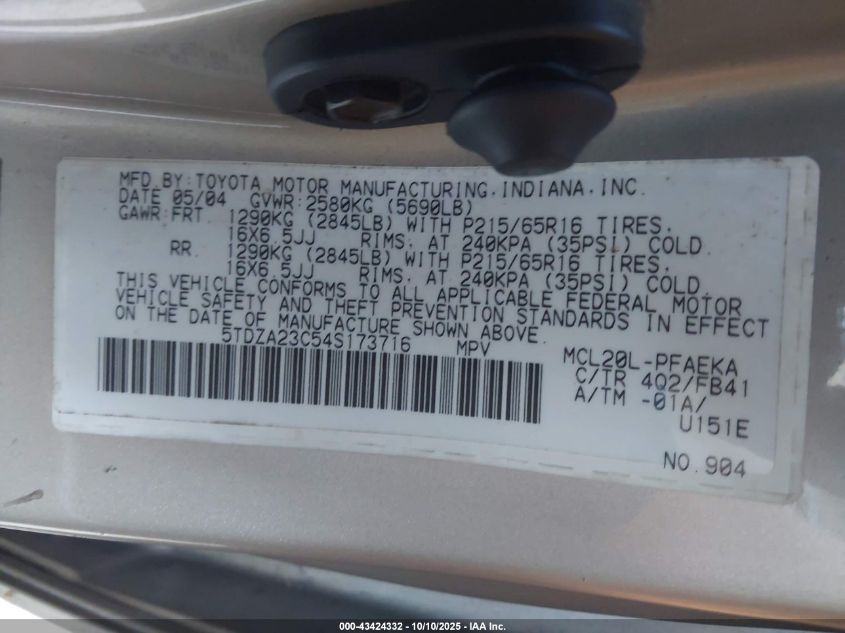 MFD.BY:TOYOTA MOTOR MANUFACTURING.INDIANA.INC.
DATE 05/04 GVWR:2580KG (5690LB)
GAWR:FRT. 1290KG (2845LB) WITH P215/65R16 TIRES.
16X6.5JJ RIMS. AT 240KPA (35PSI) COLD.
RR. 1290KG (2845LB) WITH P215/65R16 TIRES.
16X6.5JJ RIMS. AT 240KPA (35PSI) COLD.
THIS VEHICLE CONFORMS TO ALL APPLICABLE FEDERAL MOTOR
VEHICLE SAFETY AND THEFT PREVENTION STANDARDS IN EFFECT
ON THE DATE OF MANUFACTURE SHOWN ABOVE.
5TDZA23C54S173716 MPV
MCL20L-PFAEKA
C/TR 4Q2/FB41
A/TM -01A/
U151E
NO.904
000-43424332 - 10/10/2025 - IAA Inc.